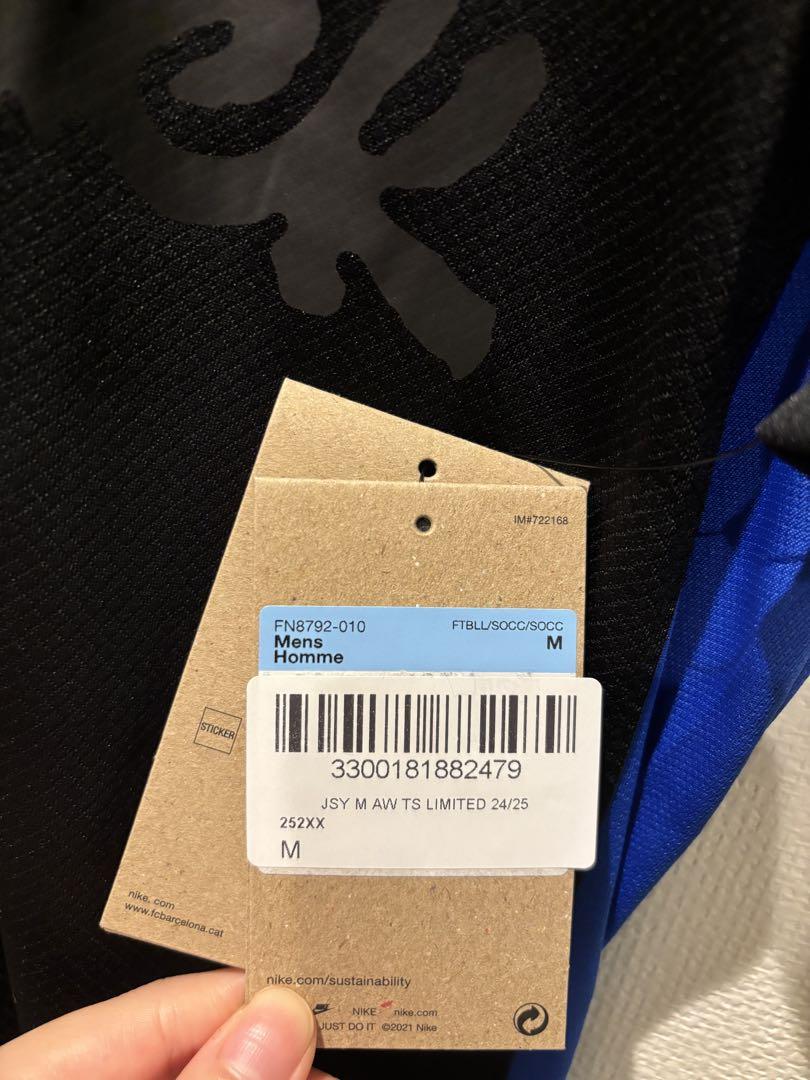 IM#722168
FN8792-010
FTBLL/SOCC/SOCC
Mens
M
Homme
STICKER
3300181882479
JSY M AW TS LIMITED 24/25
252XX
M
nike. com
www.fcbarcelona.cat
nike.com/sustainability
NIKE nike.com
JUST DO IT ©2021 Nike